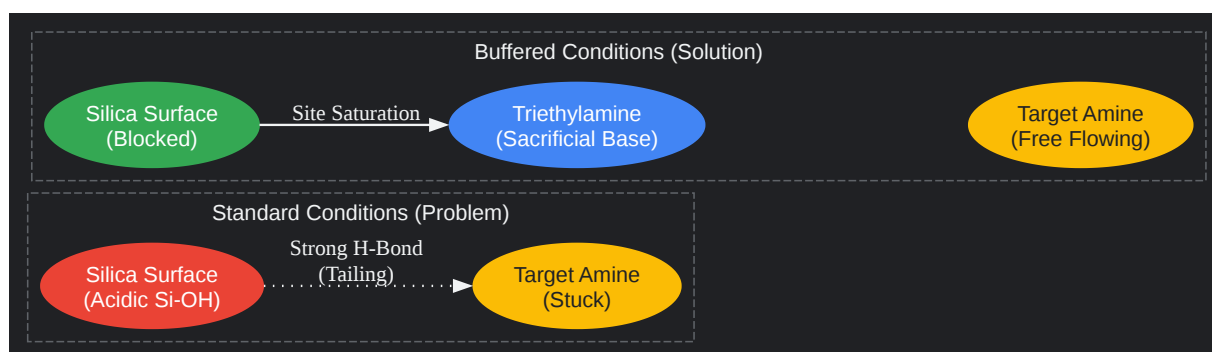 Buffered Conditions (Solution)
Silica Surface
(Blocked)
Site Saturation
Triethylamine
(Sacrificial Base)
Target Amine
(Free Flowing)
Standard Conditions (Problem)
Silica Surface
(Acidic Si-OH)
Strong H-Bond
(Tailing)
Target Amine
(Stuck)